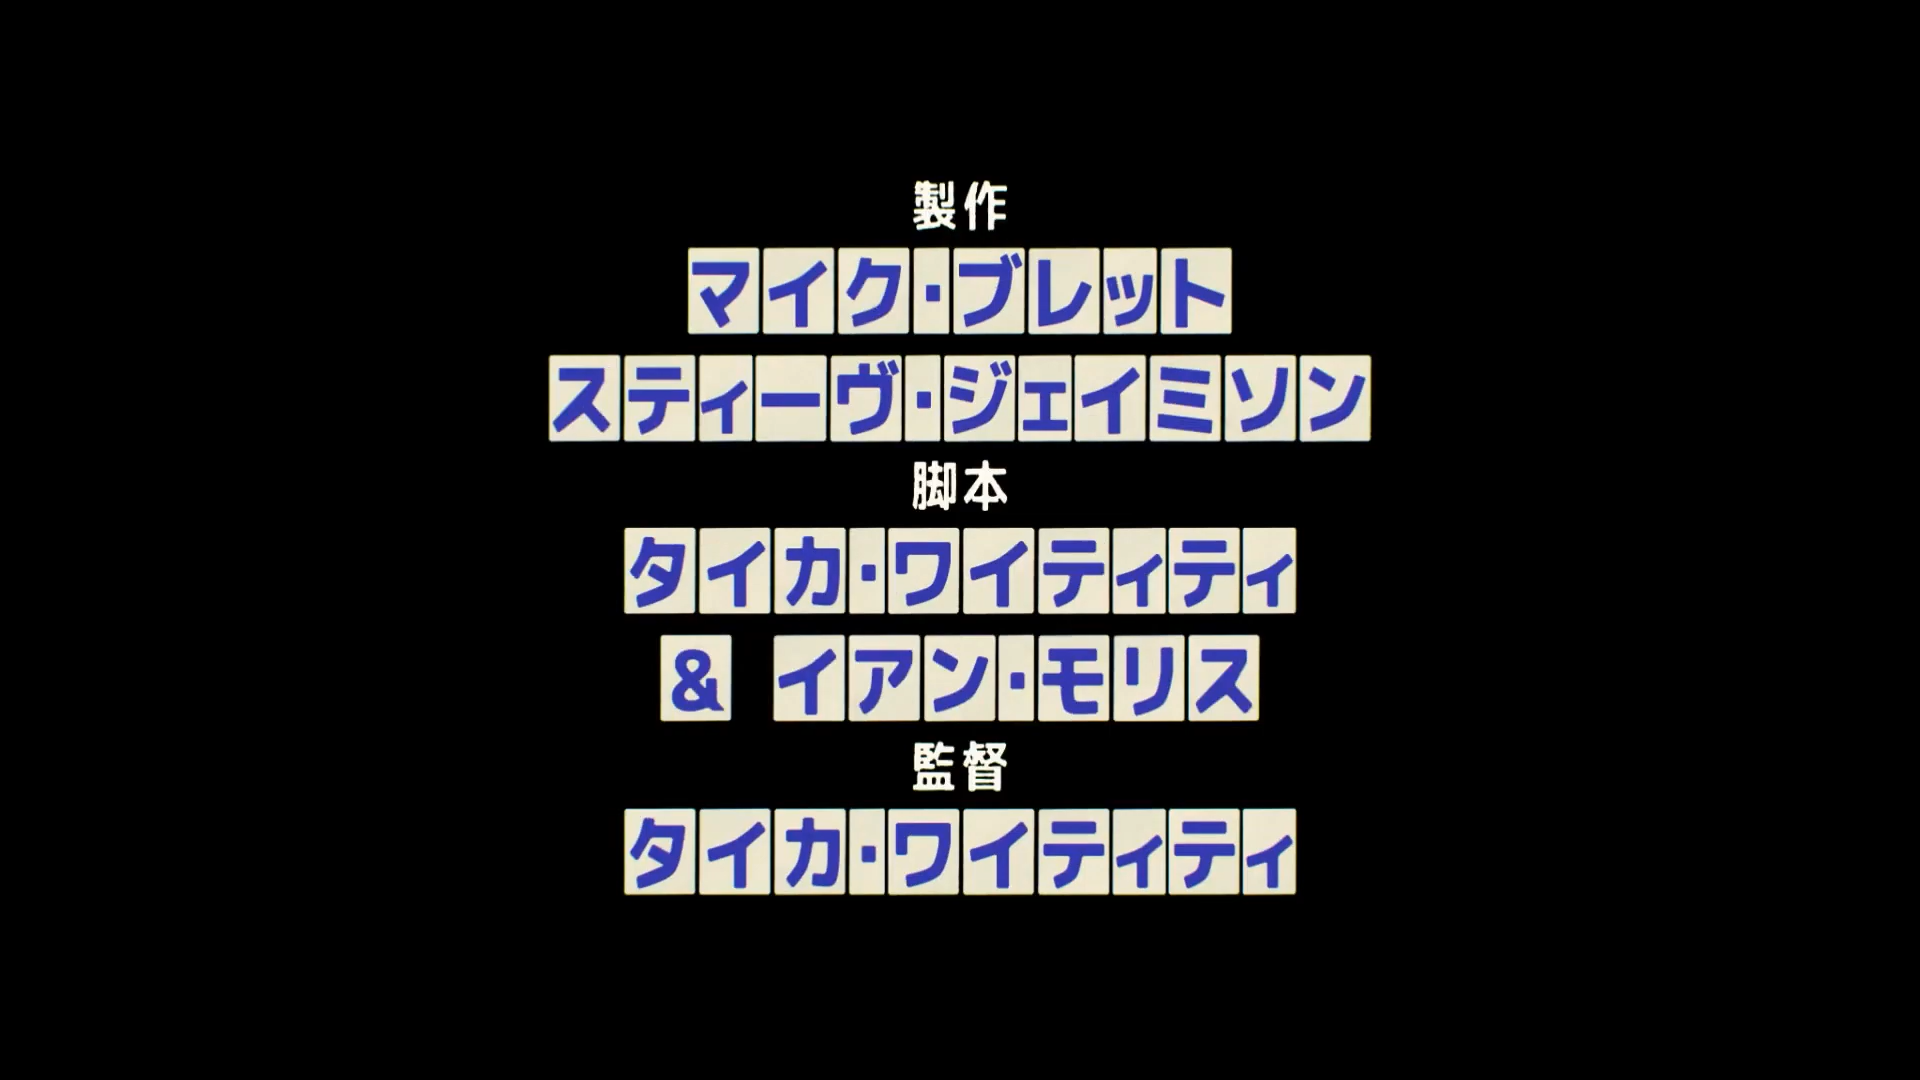 製作
マイク・ブレット
スティーヴ・ジェイミソン
脚本
タイカ・ワイティティ
& イアン・モリス
監督
タイカ・ワイティティ